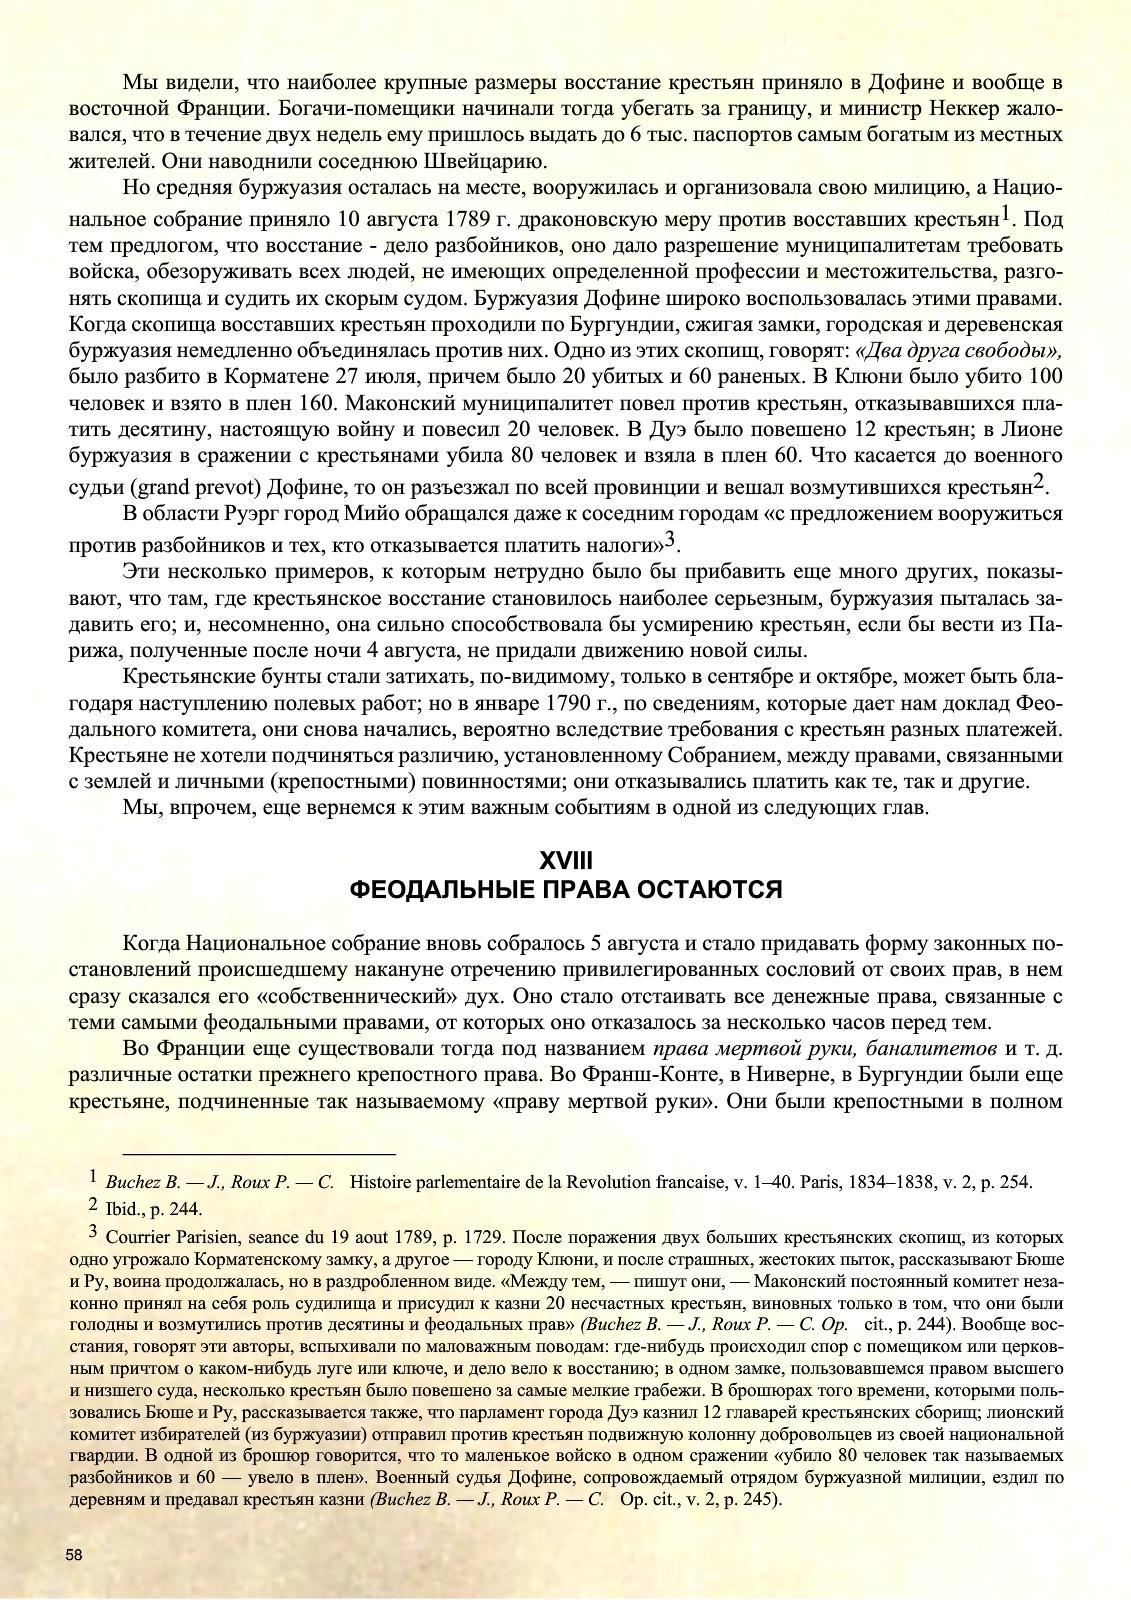 Мы видели, что наиболее крупные размеры восстание крестьян приняло в Дофине и вообще в
восточной Франции. Богачи-помещики начинали тогда убегать за границу, и министр Неккер жало-
вался, что в течение двух недель ему пришлось выдать до 6 тыс. паспортов самым богатым из местных
жителей. Они наводнили соседнюю Швейцарию.
Но средняя буржуазия осталась на месте, вооружилась и организовала свою милицию, а Нацио-
нальное собрание приняло 10 августа 1789 г. драконовскую меру против восставших крестьян1. Под
тем предлогом, что восстание - дело разбойников, оно дало разрешение муниципалитетам требовать
войска, обезоруживать всех людей, не имеющих определенной профессии и местожительства, разго-
нять скопища и судить их скорым судом. Буржуазия Дофине широко воспользовалась этими правами.
Когда скопища восставших крестьян проходили по Бургундии, сжигая замки, городская и деревенская
буржуазия немедленно объединялась против них. Одно из этих скопищ, говорят: «Два друга свободы»,
было разбито в Корматене 27 июля, причем было 20 убитых и 60 раненых. В Клюни было убито 100
человек и взято в плен 160. Маконский муниципалитет повел против крестьян, отказывавшихся пла-
тить десятину, настоящую войну и повесил 20 человек. В Дуэ было повешено 12 крестьян; в Лионе
буржуазия в сражении с крестьянами убила 80 человек и взяла в плен 60. Что касается до военного
судьи (grand prevot) Дофине, то он разъезжал по всей провинции и вешал возмутившихся крестьян2.
В области Руэрг город Мийо обращался даже к соседним городам «с предложением вооружиться
против разбойников и тех, кто отказывается платить налоги»3.
Эти несколько примеров, к которым нетрудно было бы прибавить еще много других, показы-
вают, что там, где крестьянское восстание становилось наиболее серьезным, буржуазия пыталась за-
давить его; и, несомненно, она сильно способствовала бы усмирению крестьян, если бы вести из Па-
рижа, полученные после ночи 4 августа, не придали движению новой силы.
Крестьянские бунты стали затихать, по-видимому, только в сентябре и октябре, может быть бла-
годаря наступлению полевых работ; но в январе 1790 г., по сведениям, которые дает нам доклад Фео-
дального комитета, они снова начались, вероятно вследствие требования с крестьян разных платежей.
Крестьяне не хотели подчиняться различию, установленному Собранием, между правами, связанными
с землей и личными (крепостными) повинностями; они отказывались платить как те, так и другие.
Мы, впрочем, еще вернемся к этим важным событиям в одной из следующих глав.
XVIII
ФЕОДАЛЬНЫЕ ПРАВА ОСТАЮТСЯ
Когда Национальное собрание вновь собралось 5 августа и стало придавать форму законных по-
становлений происшедшему накануне отречению привилегированных сословий от своих прав, в нем
сразу сказался его «собственнический» дух. Оно стало отстаивать все денежные права, связанные с
теми самыми феодальными правами, от которых оно отказалось за несколько часов перед тем.
Во Франции еще существовали тогда под названием права мертвой руки, баналитетов и т. д.
различные остатки прежнего крепостного права. Во Франш-Конте, в Ниверне, в Бургундии были еще
крестьяне, подчиненные так называемому «праву мертвой руки». Они были крепостными в полном
1 Buchez B. — J., Roux P. — C. Histoire parlementaire de la Revolution francaise, v. 1–40. Paris, 1834–1838, v. 2, p. 254.
2 Ibid., p. 244.
3 Courrier Parisien, seance du 19 aout 1789, p. 1729. После поражения двух больших крестьянских скопищ, из которых
одно угрожало Корматенскому замку, а другое — городу Клюни, и после страшных, жестоких пыток, рассказывают Бюше
и Ру, воина продолжалась, но в раздробленном виде. «Между тем, — пишут они, — Маконский постоянный комитет неза-
конно принял на себя роль судилища и присудил к казни 20 несчастных крестьян, виновных только в том, что они были
голодны и возмутились против десятины и феодальных прав» (Buchez B. — J., Roux P. — C. Op. cit., p. 244). Вообще вос-
стания, говорят эти авторы, вспыхивали по маловажным поводам: где-нибудь происходил спор с помещиком или церков-
ным причтом о каком-нибудь луге или ключе, и дело вело к восстанию; в одном замке, пользовавшемся правом высшего
и низшего суда, несколько крестьян было повешено за самые мелкие грабежи. В брошюрах того времени, которыми поль-
зовались Бюше и Ру, рассказывается также, что парламент города Дуэ казнил 12 главарей крестьянских сборищ; лионский
комитет избирателей (из буржуазии) отправил против крестьян подвижную колонну добровольцев из своей национальной
гвардии. В одной из брошюр говорится, что то маленькое войско в одном сражении «убило 80 человек так называемых
разбойников и 60 — увело в плен». Военный судья Дофине, сопровождаемый отрядом буржуазной милиции, ездил по
деревням и предавал крестьян казни (Buchez B. — J., Roux P. — C. Op. cit., v. 2, p. 245).
58